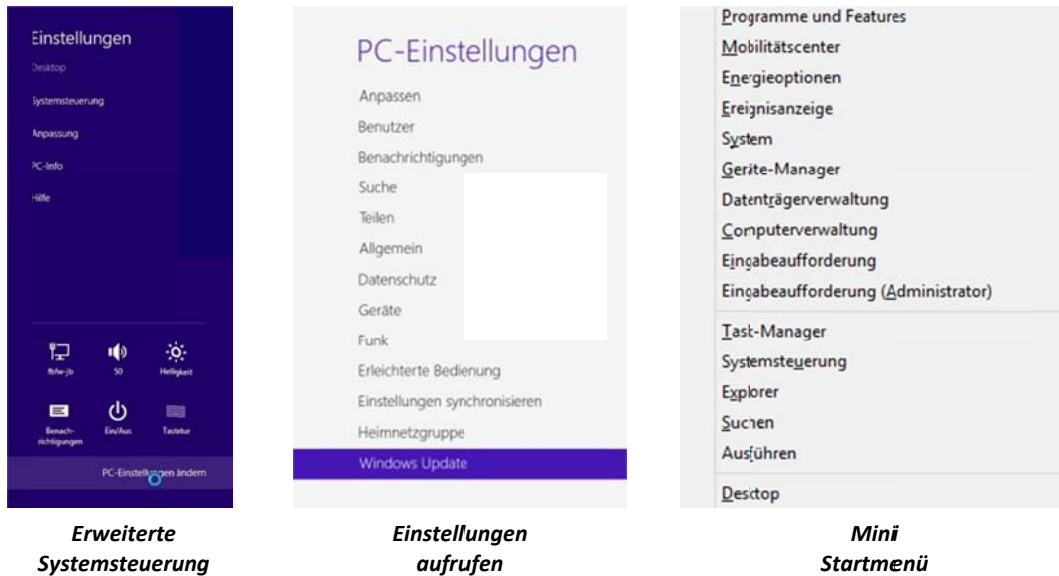 Einstellungen
Desktop
Systemsteuerung
Anpassung
PC-Info
Hilfe
fbfw-jb
50
Helligkeit
Benach-
richtigungen
Ein/Aus
Tastatur
PC-Einstellungen ändern
Erweiterte
Systemsteuerung
PC-Einstellungen
Anpassen
Benutzer
Benachrichtigungen
Suche
Teilen
Allgemein
Datenschutz
Geräte
Funk
Erleichterte Bedienung
Einstellungen synchronisieren
Heimnetzgruppe
Windows Update
Einstellungen
aufrufen
Programme und Features
Mobilitätscenter
Energieoptionen
Ereignisanzeige
System
Geräte-Manager
Datenträgerverwaltung
Computerverwaltung
Eingabeaufforderung
Eingabeaufforderung (Administrator)
Task-Manager
Systemsteuerung
Explorer
Suchen
Ausführen
Desktop
Mini
Startmenü